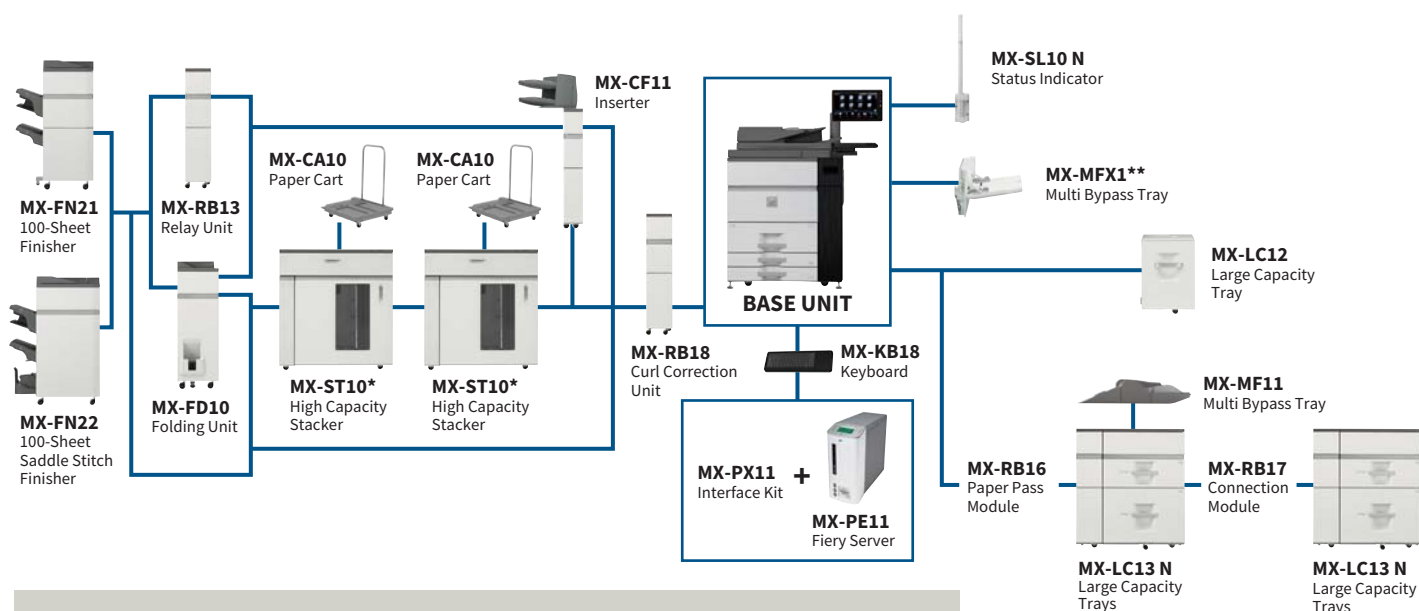 MX-SL10 N
Status Indicator
MX-CF11
Inserter
MX-CA10
Paper Cart
MX-CA10
Paper Cart
MX-FN21
100-Sheet
Finisher
MX-RB13
Relay Unit
MX-MFX1**
Multi Bypass Tray
MX-LC12
Large Capacity
Tray
BASE UNIT
MX-RB18
Curl Correction
Unit
MX-KB18
Keyboard
MX-FN22
100-Sheet
Saddle Stitch
Finisher
MX-FD10
Folding Unit
MX-ST10*
High Capacity
Stacker
MX-ST10*
High Capacity
Stacker
MX-MF11
Multi Bypass Tray
MX-PX11
Interface Kit
+
MX-PE11
Fiery Server
MX-RB16
Paper Pass
Module
MX-RB17
Connection
Module
MX-LC13 N
Large Capacity
Trays
MX-LC13 N
Large Capacity
Trays